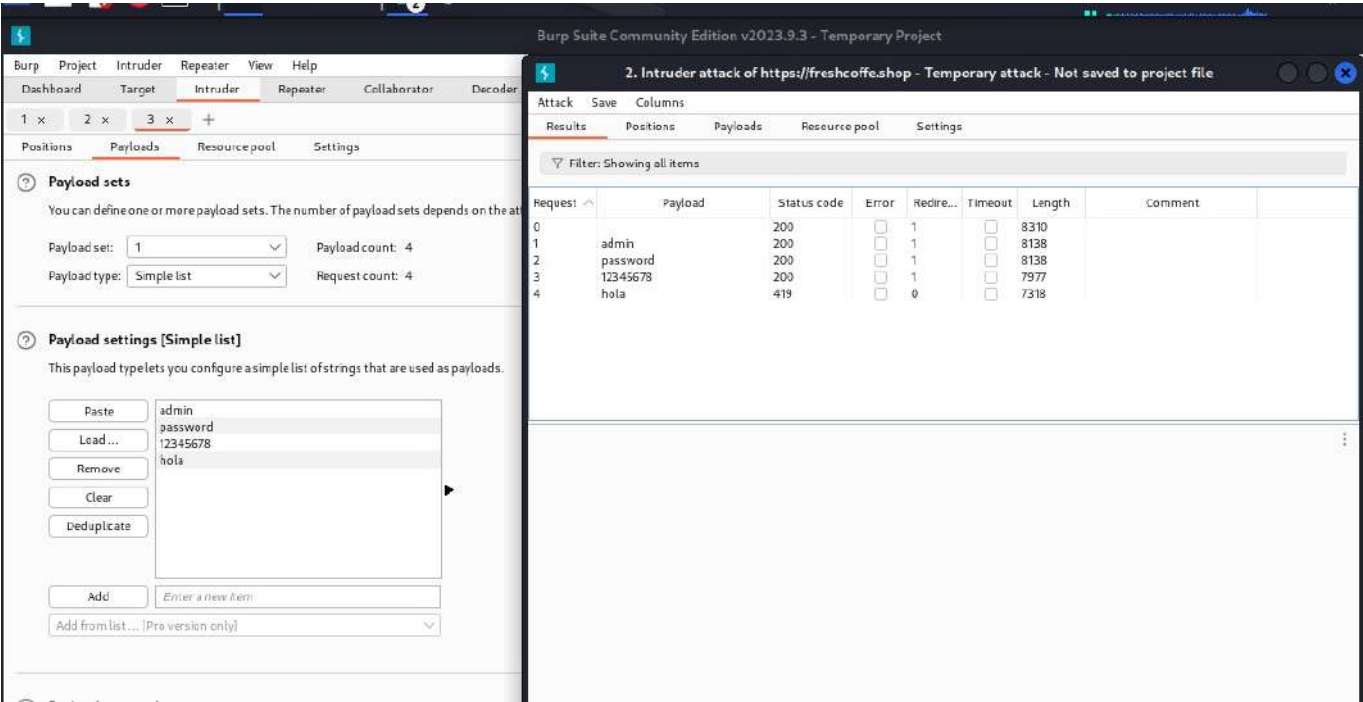 2
Burp Suite Community Edition v2023.9.3 - Temporary Project
Burp Project Intruder Repeater View Help
Dashboard Target Intruder Repeater Collaborator Decoder
1 × 2 × 3 × +
Positions Payloads Resource pool Settings
? Payload sets
You can define one or more payload sets. The number of payload sets depends on the att
Payload set: 1 Payload count: 4
Payload type: Simple list Request count: 4
? Payload settings [Simple list]
This payload type lets you configure a simple list of strings that are used as payloads.
Paste
Load ...
Remove
Clear
Deduplicate
admin
password
12345678
hola
Add Enter a new item
Add from list ... [Pro version only]
2. Intruder attack of https://freshcoffe.shop - Temporary attack - Not saved to project file
Attack Save Columns
Results Positions Payloads Resource pool Settings
Filter: Showing all items
Request Payload Status code Error Redire... Timeout Length Comment
0 200 1 8310
1 admin 200 1 8138
2 password 200 1 8138
3 12345678 200 1 7977
4 hola 419 0 7318